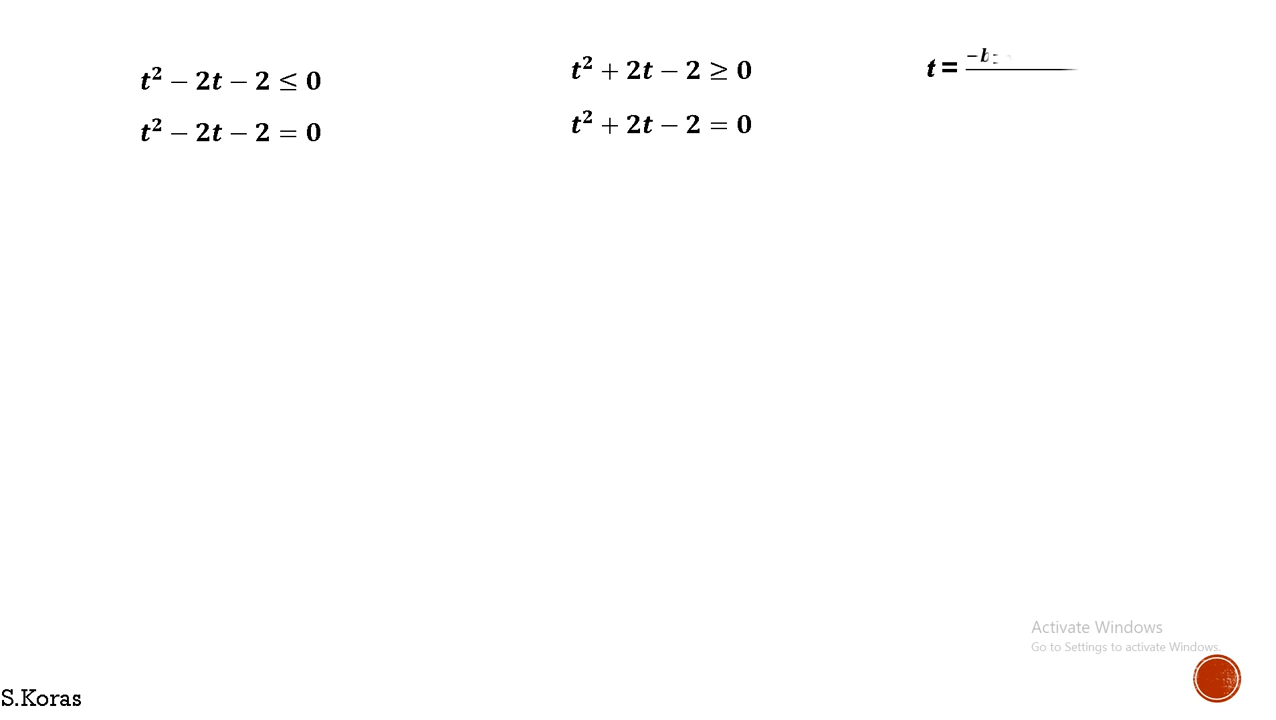 t² − 2t − 2 ≤ 0
t² − 2t − 2 = 0
t² + 2t − 2 ≥ 0
t² + 2t − 2 = 0
t = −b
Activate Windows
Go to Settings to activate Windows.
S.Koras